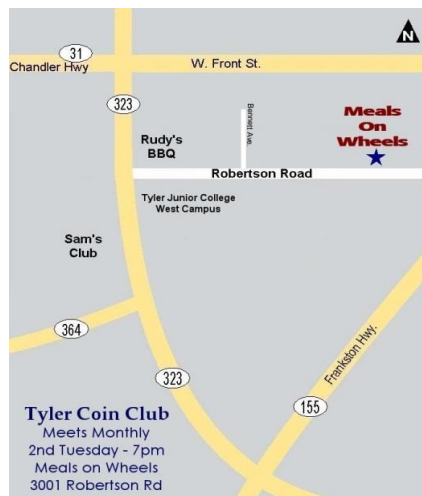 N
31
Chandler Hwy
W. Front St.
323
Bennett Ave.
Meals
On
Wheels
Rudy's
BBQ
Robertson Road
Tyler Junior College
West Campus
Sam's
Club
364
323
Frankston Hwy.
155
Tyler Coin Club
Meets Monthly
2nd Tuesday - 7pm
Meals on Wheels
3001 Robertson Rd